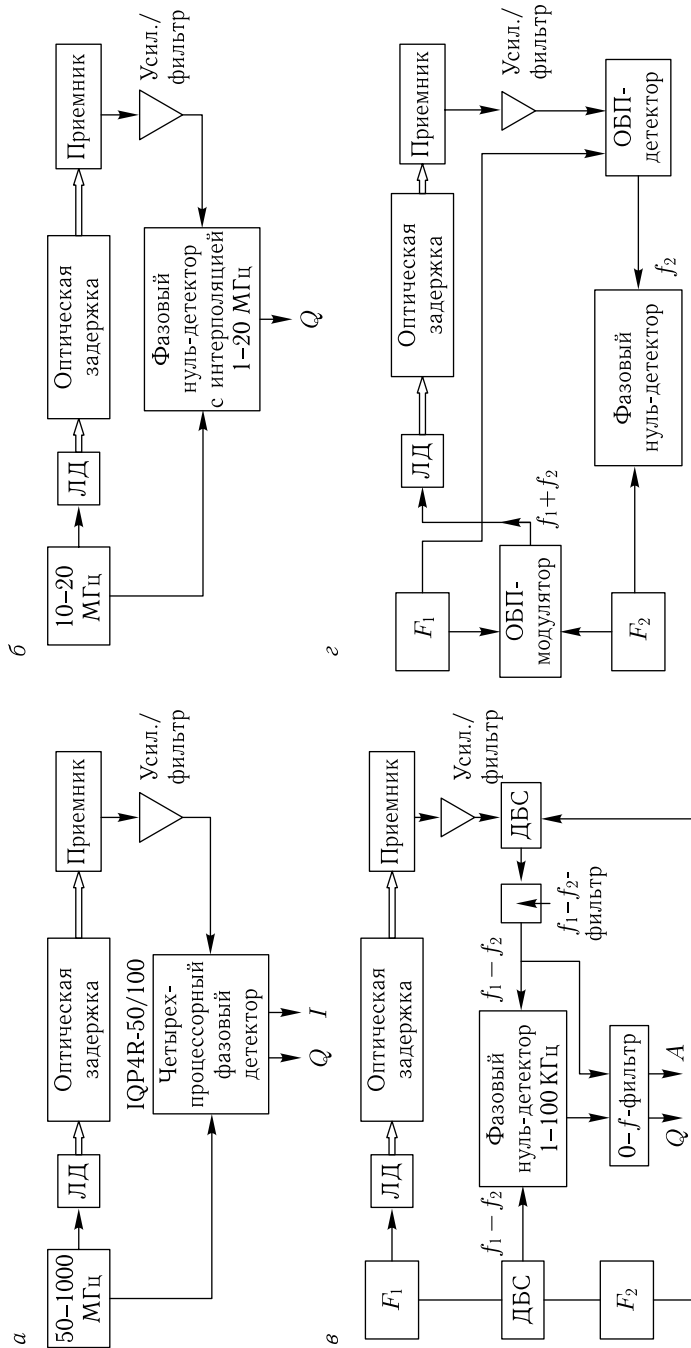 а
50–1000
МГц
ЛД
Оптическая
задержка
Приемник
Усил./
фильтр
IQP4R-50/100
Четырех-
процессорный
фазовый
детектор
Q
I
б
10–20
МГц
ЛД
Оптическая
задержка
Приемник
Усил./
фильтр
Фазовый
нуль-детектор
с интерполяцией
1–20 МГц
Q
в
F₁
ЛД
Оптическая
задержка
Приемник
Усил./
фильтр
ДБС
f₁−f₂-
фильтр
f₁ − f₂
ДБС
f₁ − f₂
Фазовый
нуль-детектор
1–100 КГц
F₂
0–f-фильтр
Q
A
г
F₁
ОБП-
модулятор
F₂
f₁+f₂
ЛД
Оптическая
задержка
Приемник
Усил./
фильтр
ОБП-
детектор
f₂
Фазовый
нуль-детектор